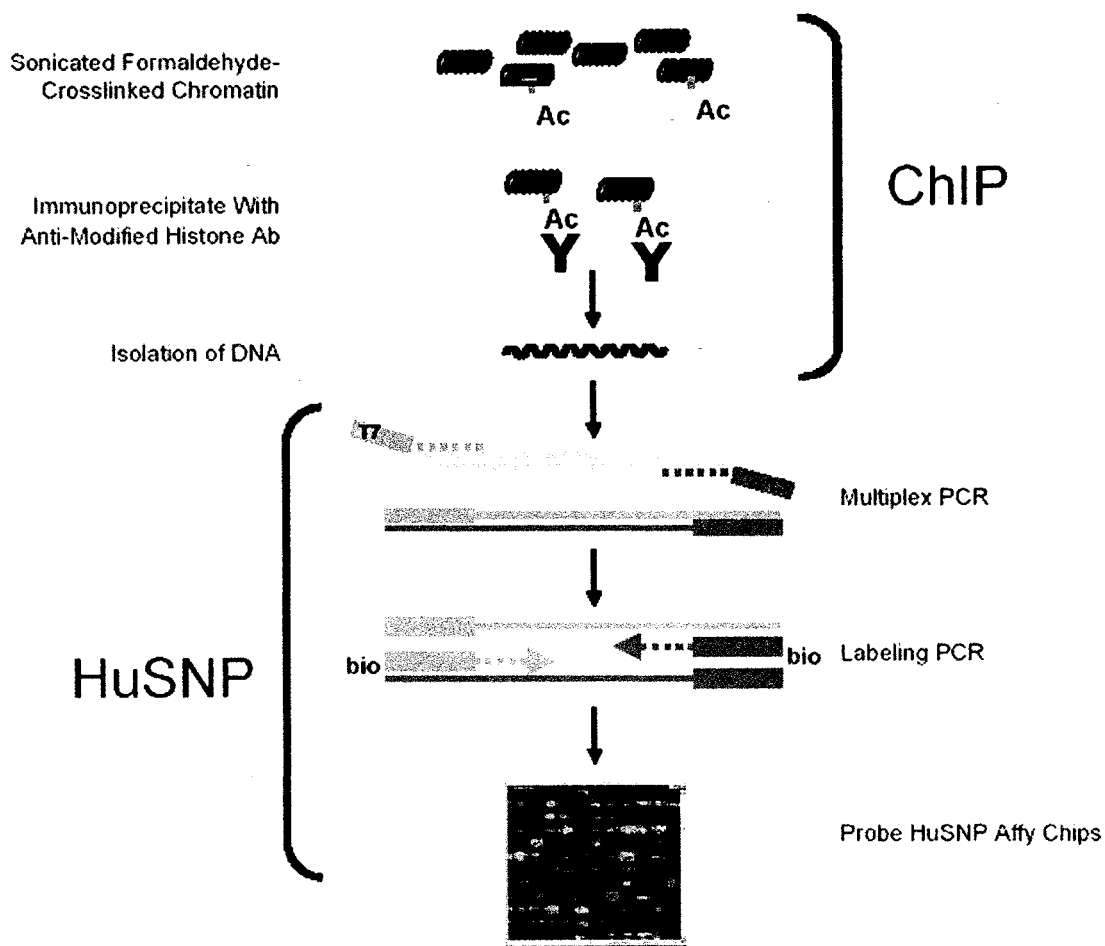 Sonicated Formaldehyde-
Crosslinked Chromatin
Ac
Ac
ChIP
Immunoprecipitate With
Anti-Modified Histone Ab
Ac
Ac
Isolation of DNA
T7
Multiplex PCR
HuSNP
bio
bio
Labeling PCR
Probe HuSNP Affy Chips